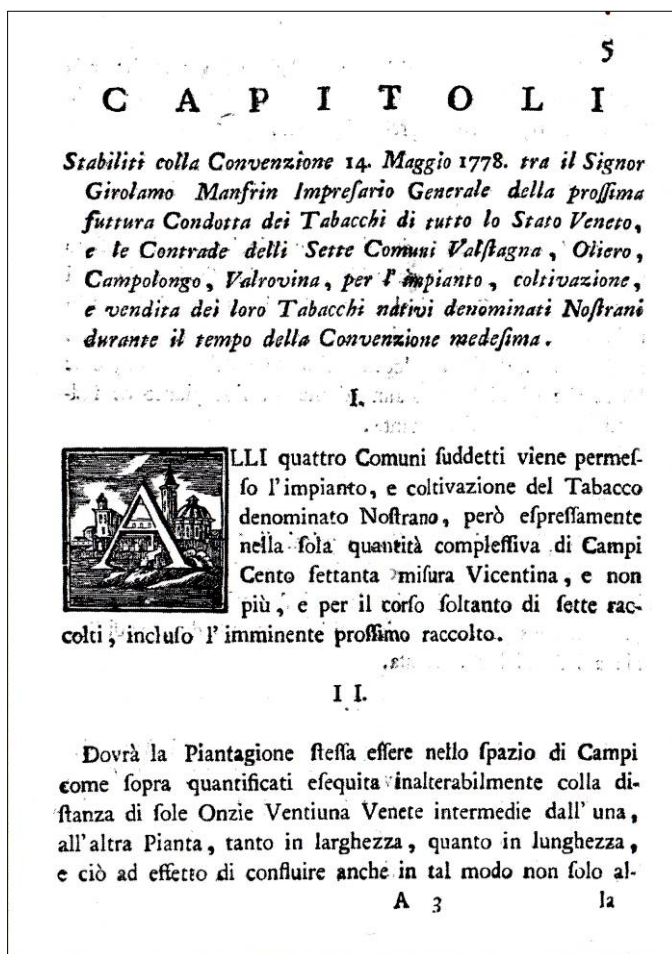 5
CAPITOLI
Stabiliti colla Convenzione 14. Maggio 1778. tra il Signor
Girolamo Manfrin Impreſario Generale della proſſima
futtura Condotta dei Tabacchi di tutto lo Stato Veneto,
e le Contrade delli Sette Comuni Valſtagna, Oliero,
Campolongo, Valrovina, per l'impianto, coltivazione,
e vendita dei loro Tabacchi nativi denominati Noſtrani
durante il tempo della Convenzione medeſima.
I.
ALLI quattro Comuni ſuddetti viene permeſ-
ſo l'impianto, e coltivazione del Tabacco
denominato Noſtrano, però eſpreſſamente
nella ſola quantità compleſſiva di Campi
Cento ſettanta miſura Vicentina, e non
più, e per il corſo ſoltanto di ſette rac-
colti, incluſo l'imminente proſſimo raccolto.
II.
Dovrà la Piantagione ſteſſa eſſere nello ſpazio di Campi
come ſopra quantificati eſequita inalterabilmente colla di-
ſtanza di ſole Onzie Ventiuna Venete intermedie dall'una,
all'altra Pianta, tanto in larghezza, quanto in lunghezza,
e ciò ad effetto di confluire anche in tal modo non ſolo al-
A 3 la